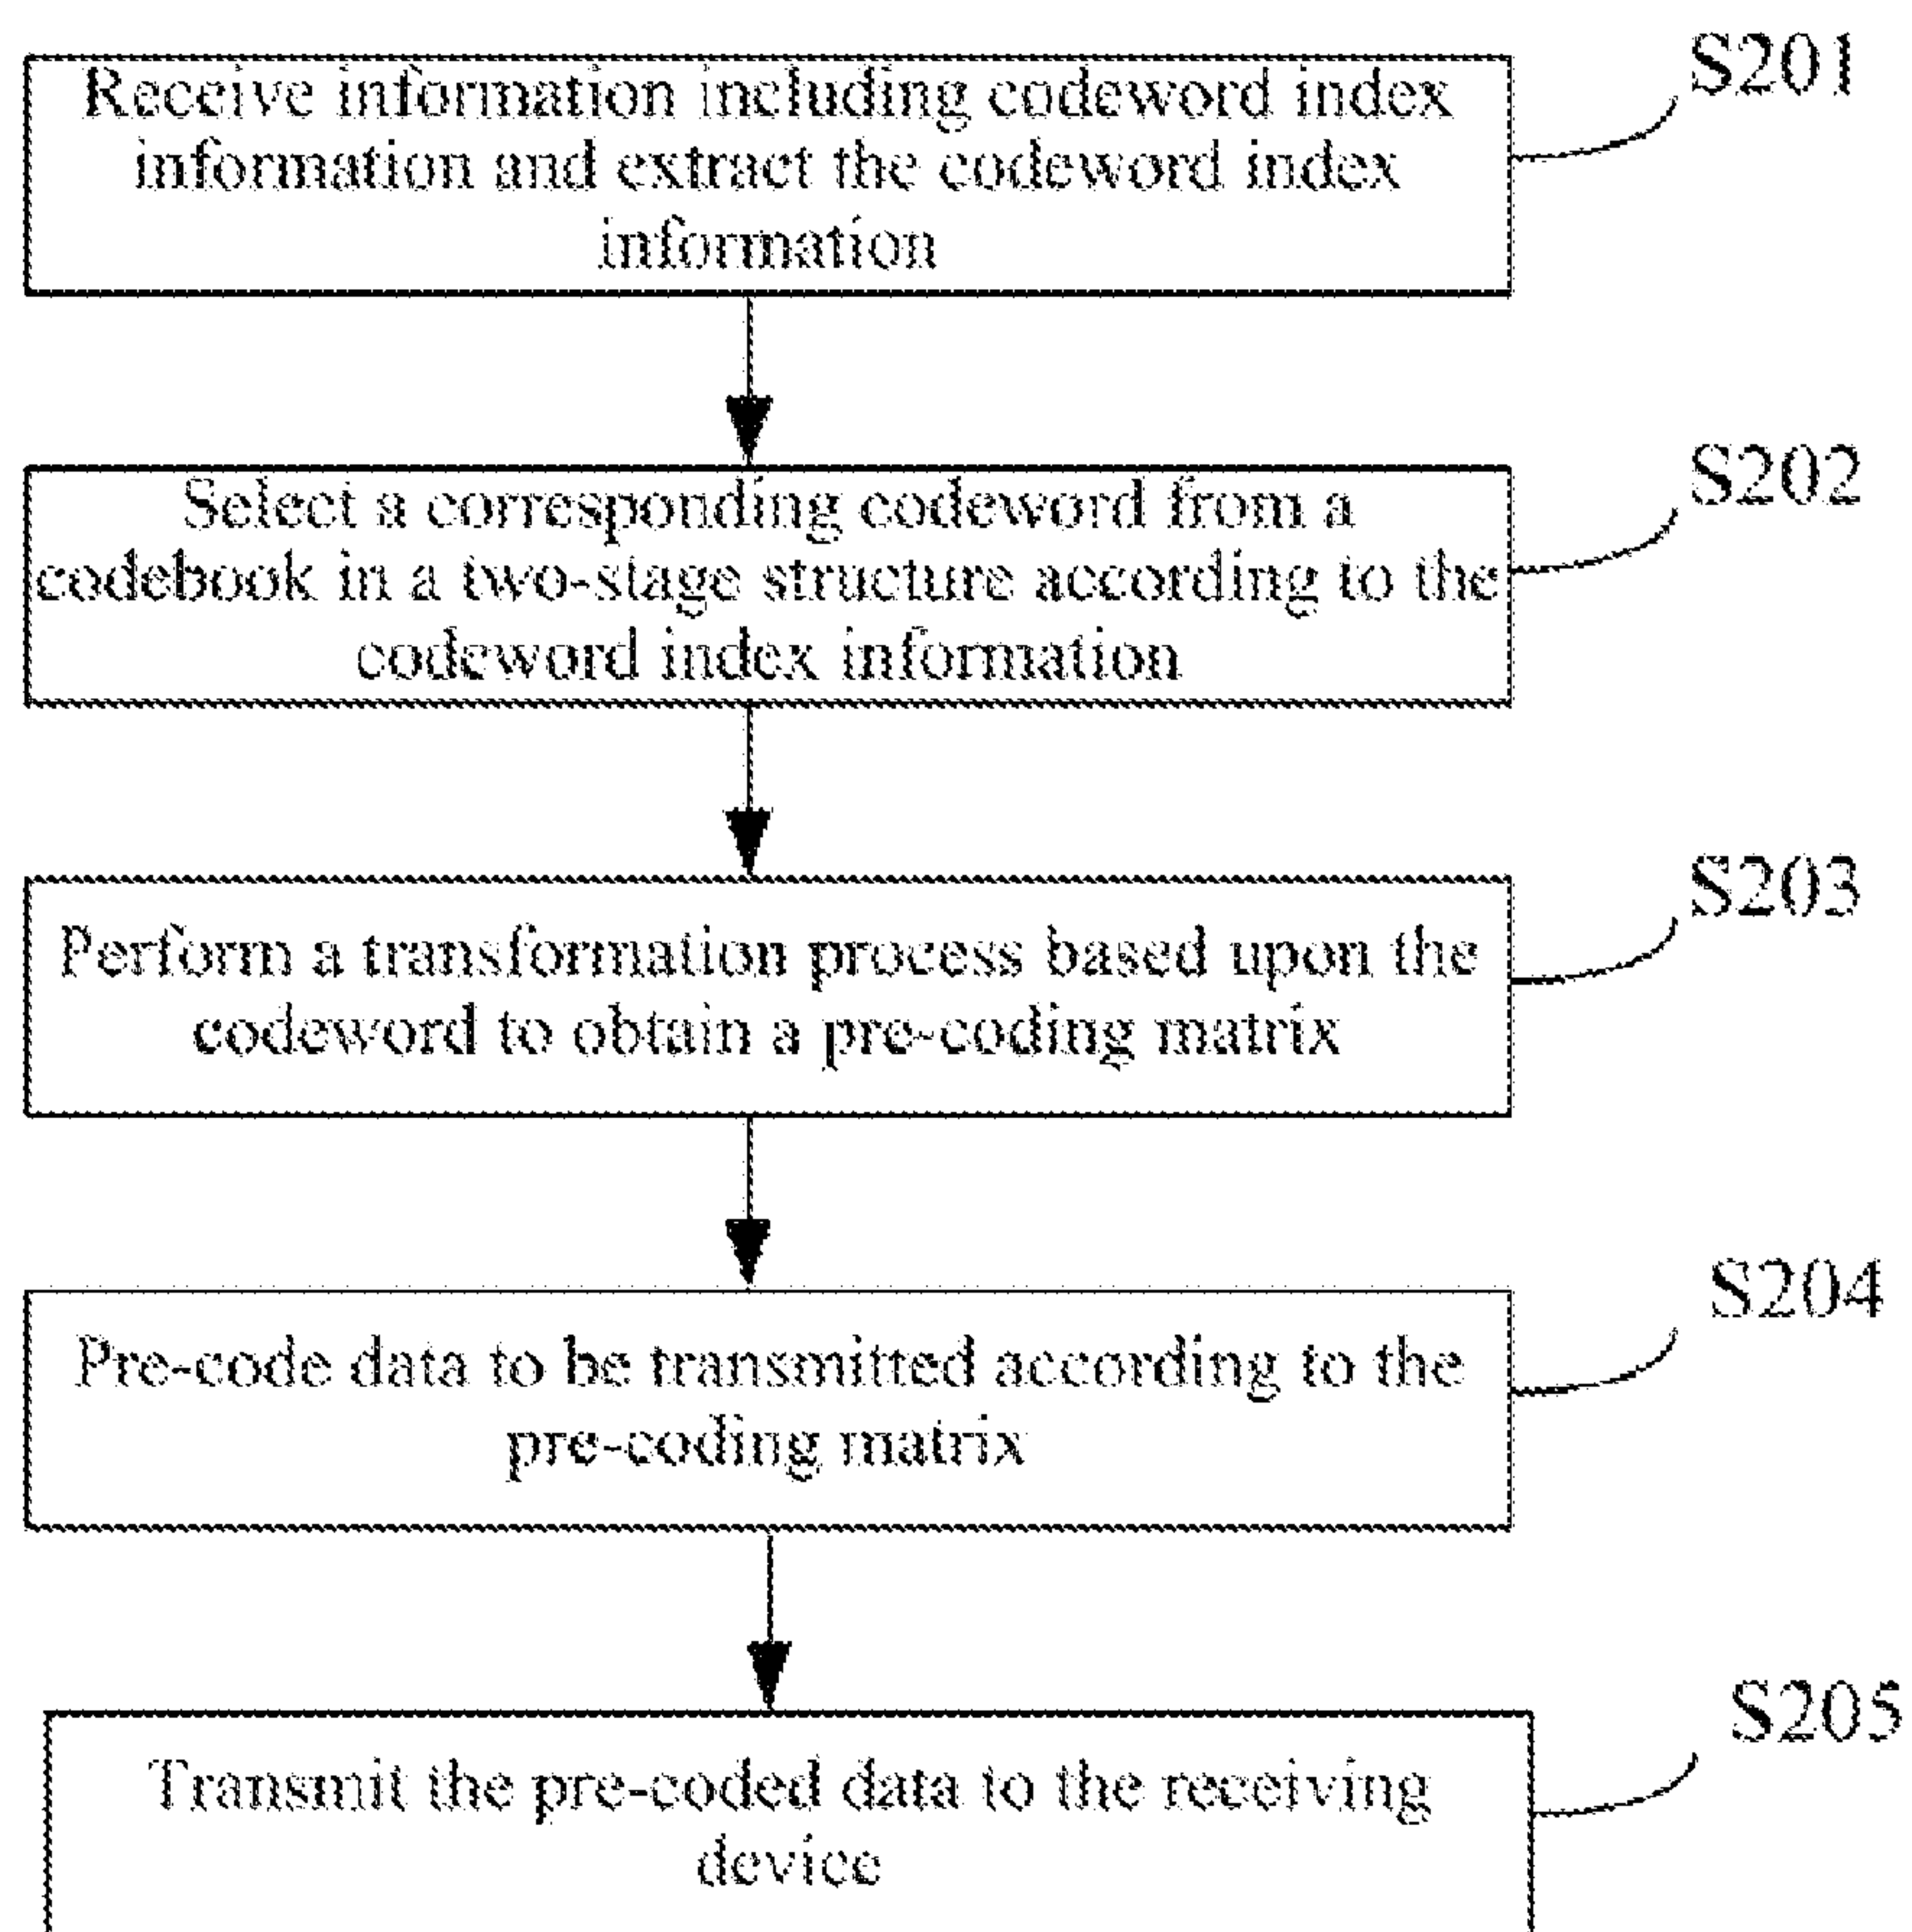 S201
Receive information including codeword index
information and extract the codeword index
information
S202
Select a corresponding codeword from a
codebook in a two-stage structure according to the
codeword index information
S203
Perform a transformation process based upon the
codeword to obtain a pre-coding matrix
S204
Pre-code data to be transmitted according to the
pre-coding matrix
S205
Transmit the pre-coded data to the receiving
device